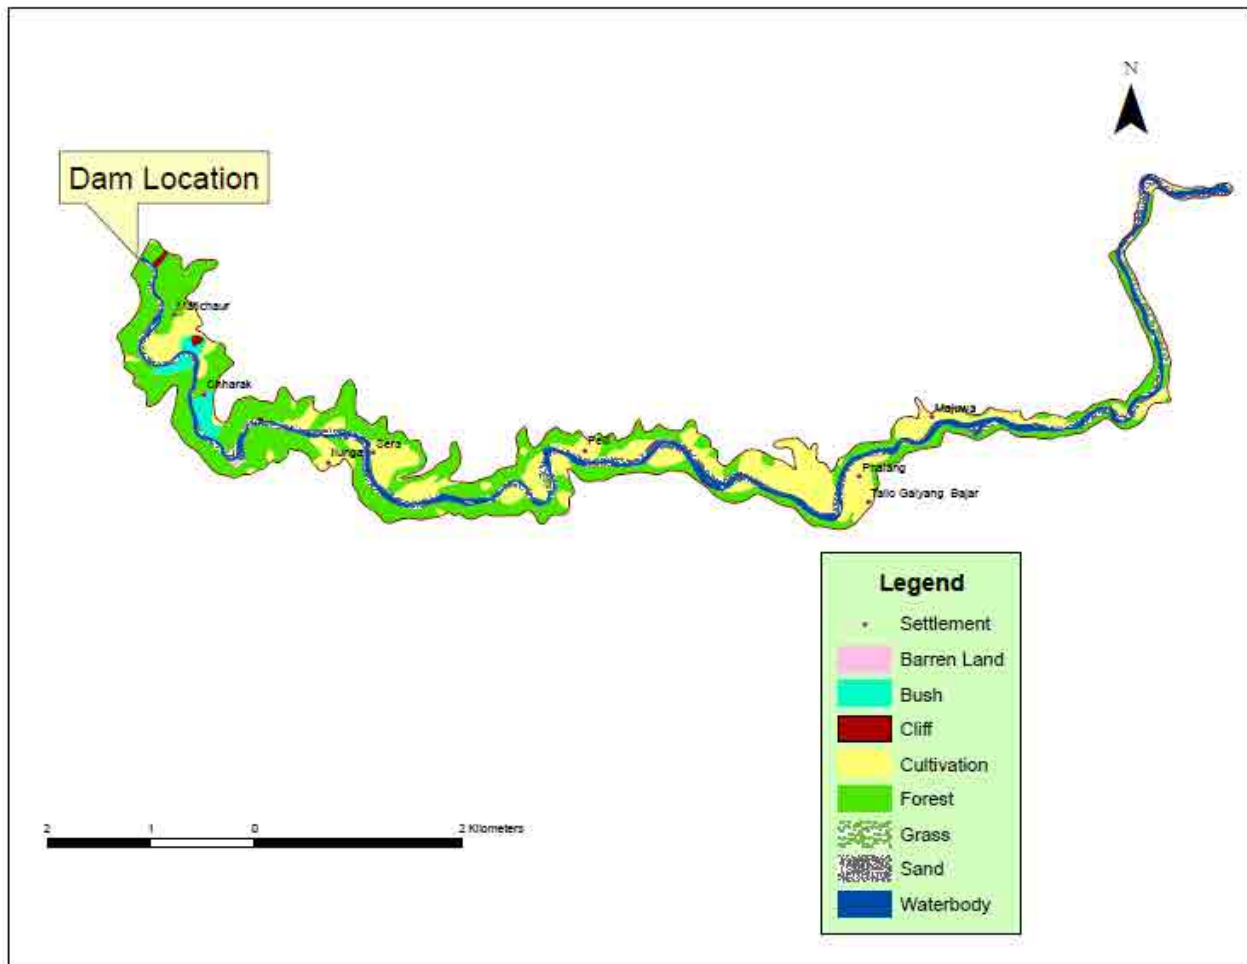 N
Dam Location
Chharak
Sera
Majuwa
Phalang
Tallo Galyang Bajar
Legend
Settlement
Barren Land
Bush
Cliff
Cultivation
Forest
Grass
Sand
Waterbody
2 1 0 2 Kilometers